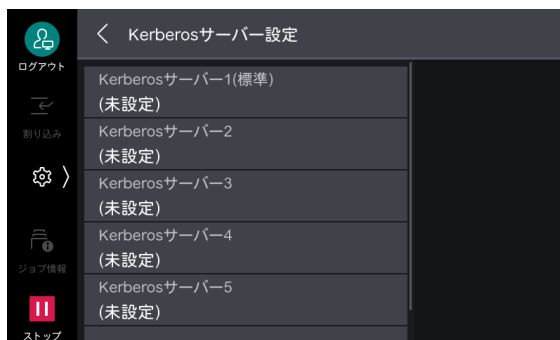 Kerberosサーバー設定
ログアウト
Kerberosサーバー1(標準)
(未設定)
割り込み
Kerberosサーバー2
(未設定)
Kerberosサーバー3
(未設定)
Kerberosサーバー4
(未設定)
ジョブ情報
Kerberosサーバー5
(未設定)
ストップ